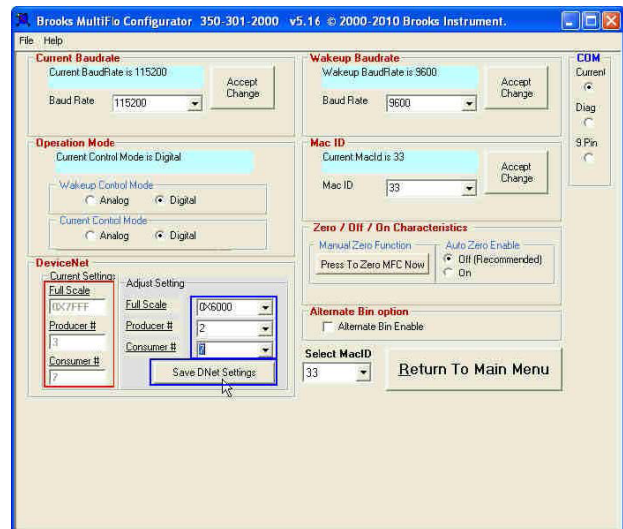 Brooks MultiFlo Configurator 350-301-2000 v5.16 © 2000-2010 Brooks Instrument.
File Help
Current Baudrate
Current BaudRate is 115200
Baud Rate 115200
Accept Change
Wakeup Baudrate
Wakeup BaudRate is 9600
Baud Rate 9600
Accept Change
COM
Current
Diag
9 Pin
Operation Mode
Current Control Mode is Digital
Wakeup Control Mode
Analog Digital
Current Control Mode
Analog Digital
Mac ID
Current MacId is 33
Mac ID 33
Accept Change
Zero / Off / On Characteristics
Manual Zero Function
Press To Zero MFC Now
Auto Zero Enable
Off (Recommended)
On
DeviceNet
Current Settings
Full Scale
0X7FFF
Producer #
3
Consumer #
7
Adjust Setting
Full Scale 0X6000
Producer # 2
Consumer # 7
Save DNet Settings
Alternate Bin option
Alternate Bin Enable
Select MacID
33
Return To Main Menu